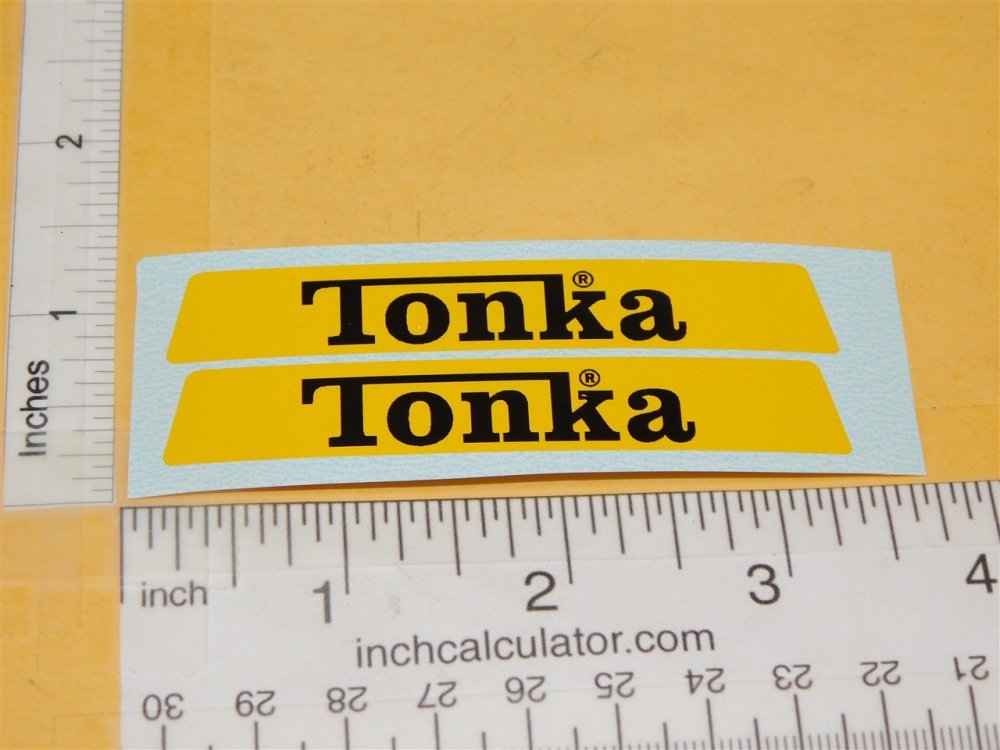 2
1
Inches
Tonka®
Tonka®
inch 1 2 3 4
inchcalculator.com
30 29 28 27 26 25 24 23 22 21